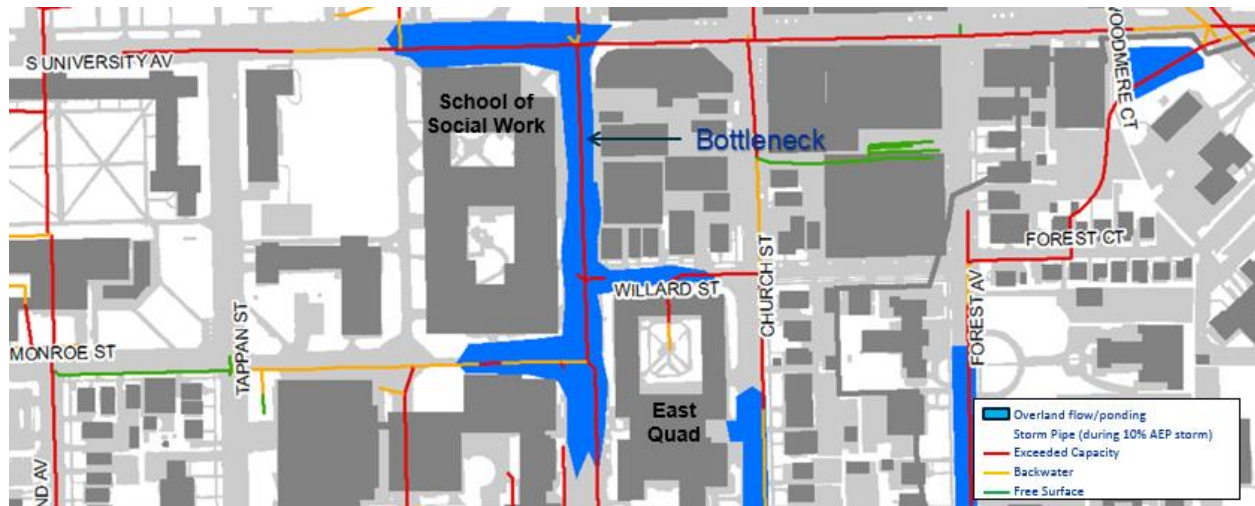 S UNIVERSITY AV
WOODMERE CT
School of
Social Work
Bottleneck
FOREST CT
WILLARD ST
CHURCH ST
FOREST AV
MONROE ST
TAPPAN ST
East
Quad
ND AV
Overland flow/ponding
Storm Pipe (during 10% AEP storm)
Exceeded Capacity
Backwater
Free Surface